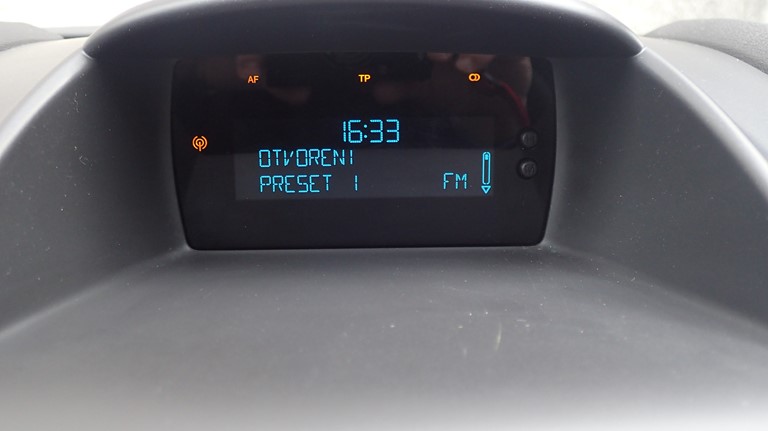 AF TP
16:33
OTVORENI
PRESET 1 FM